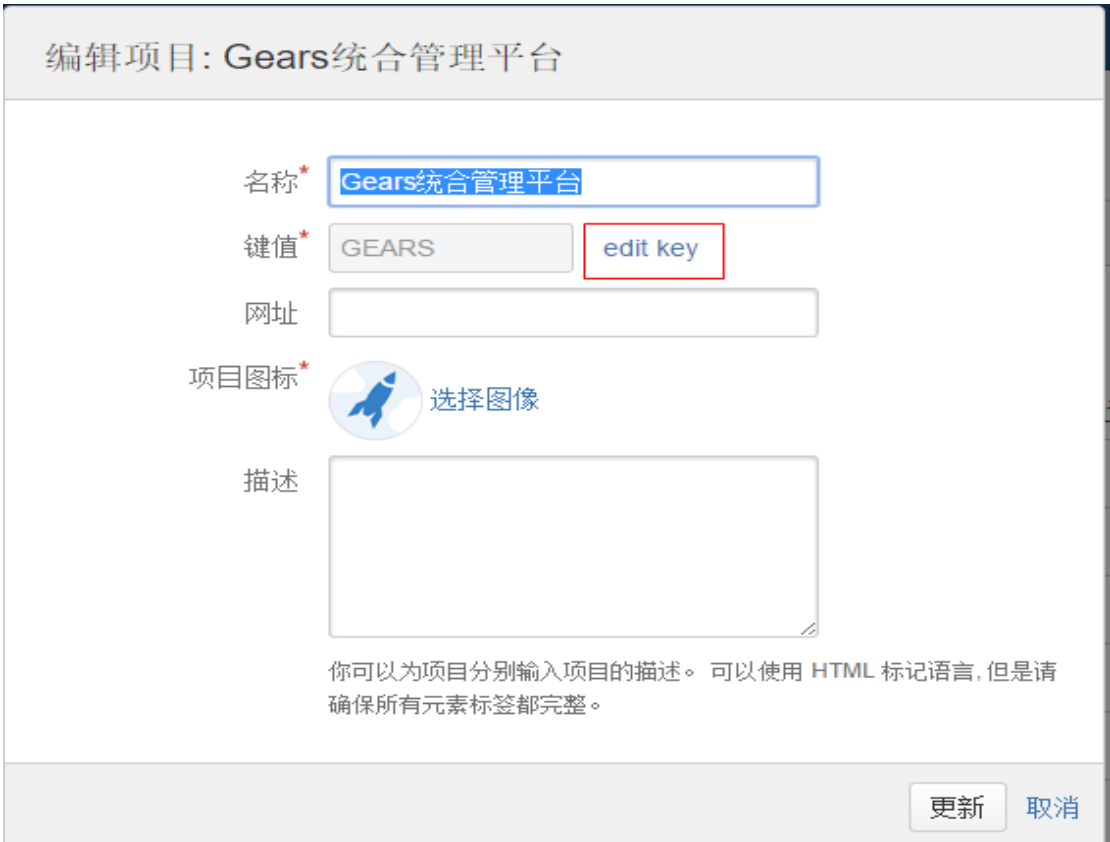 编辑项目: Gears统合管理平台
名称*
Gears统合管理平台
键值*
GEARS
edit key
网址
项目图标*
选择图像
描述
你可以为项目分别输入项目的描述。 可以使用 HTML 标记语言, 但是请
确保所有元素标签都完整。
更新
取消